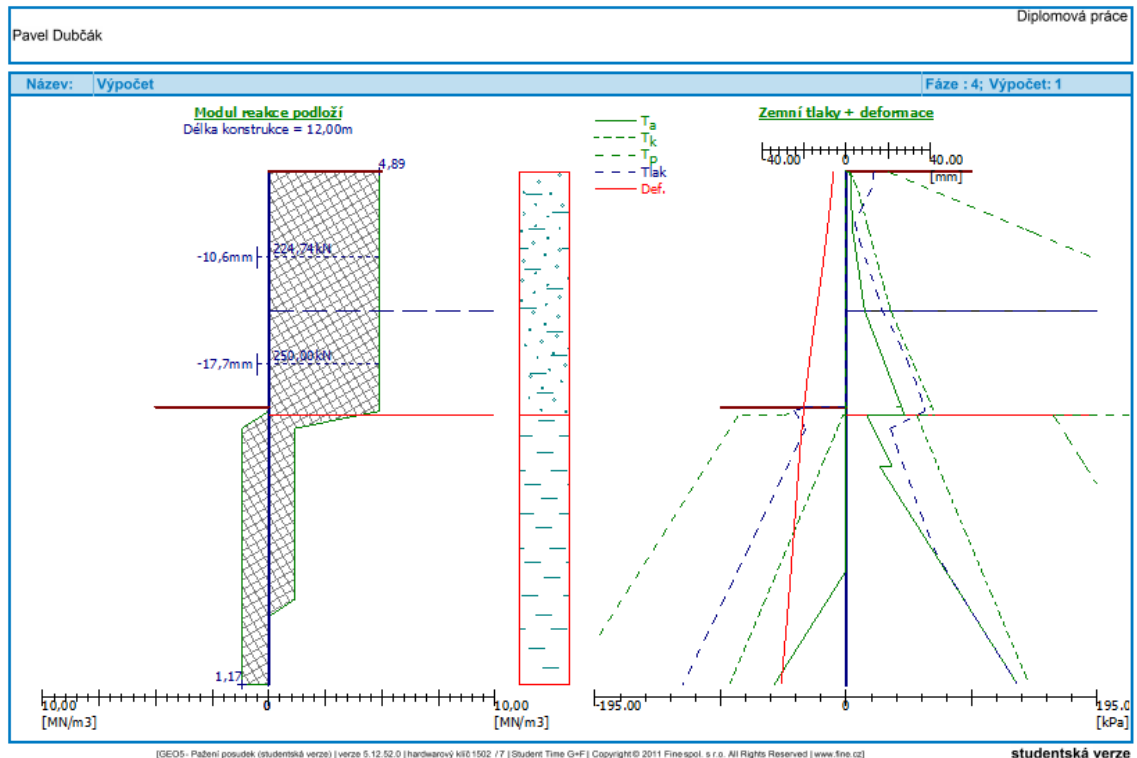 Diplomová práce
Pavel Dubčák
Název: Výpočet Fáze : 4; Výpočet: 1
Modul reakce podloží
Délka konstrukce = 12,00m
4,89
-10,6mm 224,74kN
-17,7mm 250,00kN
1,17
10,00 0 10,00
[MN/m3] [MN/m3]
Ta
Tk
Tp
Tlak
Def.
Zemní tlaky + deformace
-40.00 0 40.00
[mm]
-195.00 0 195.0
[kPa]
[GEO5 - Pažení posudek (studentská verze) | verze 5.12.52.0 | hardwarový klíč 1502 / 7 | Student Time G+F | Copyright © 2011 Fine spol. s r.o. All Rights Reserved | www.fine.cz]
studentská verze